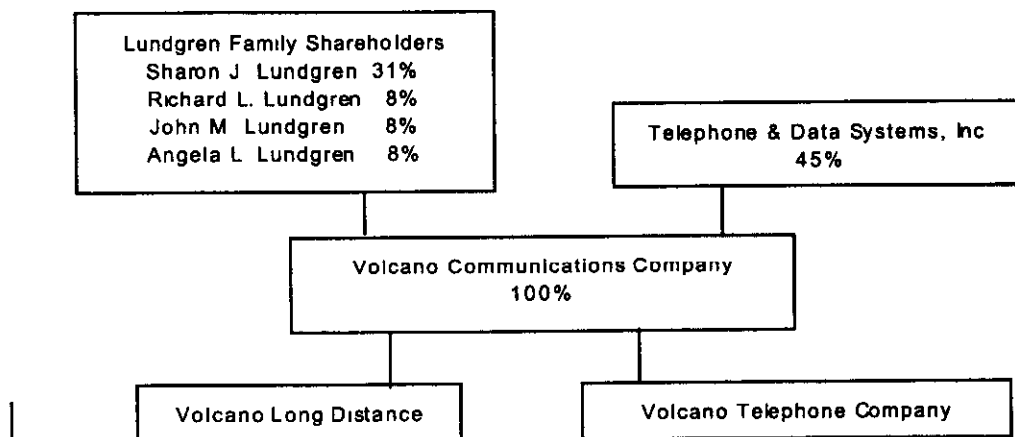 Lundgren Family Shareholders
Sharon J Lundgren 31%
Richard L. Lundgren 8%
John M Lundgren 8%
Angela L Lundgren 8%
Telephone & Data Systems, Inc
45%
Volcano Communications Company
100%
Volcano Long Distance
Volcano Telephone Company